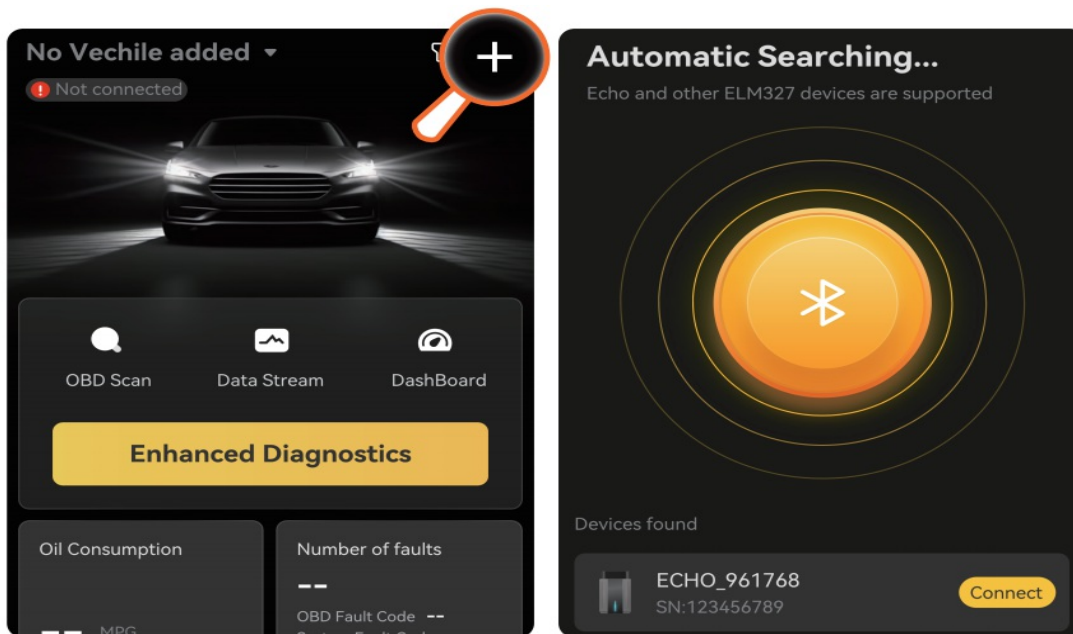 No Vechile added
Not connected
OBD Scan
Data Stream
DashBoard
Enhanced Diagnostics
Oil Consumption
--
MPG
Number of faults
--
OBD Fault Code --
Automatic Searching...
Echo and other ELM327 devices are supported
Devices found
ECHO_961768
SN:123456789
Connect